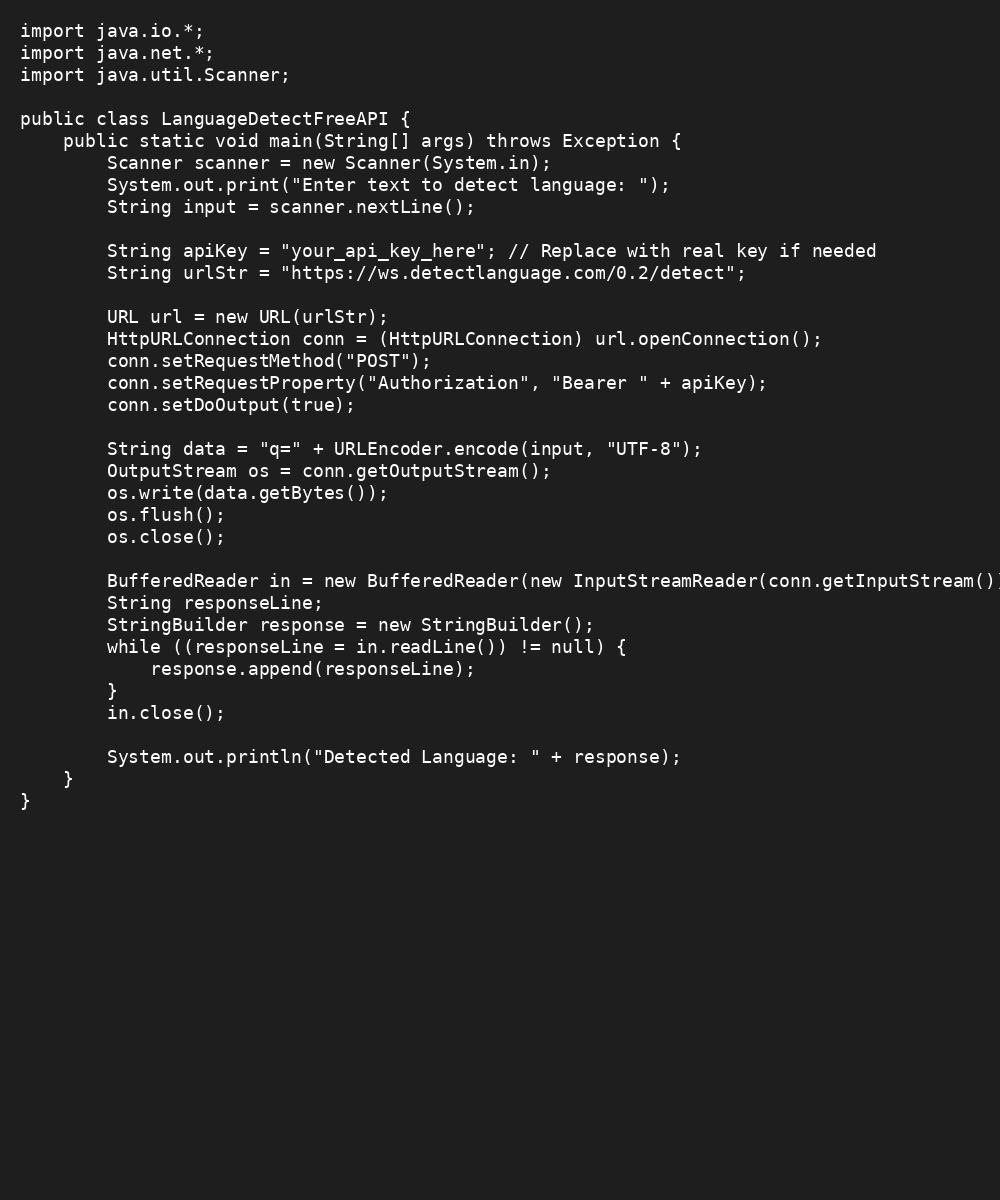 import java.io.*;
import java.net.*;
import java.util.Scanner;

public class LanguageDetectFreeAPI {
    public static void main(String[] args) throws Exception {
        Scanner scanner = new Scanner(System.in);
        System.out.print("Enter text to detect language: ");
        String input = scanner.nextLine();

        String apiKey = "your_api_key_here"; // Replace with real key if needed
        String urlStr = "https://ws.detectlanguage.com/0.2/detect";

        URL url = new URL(urlStr);
        HttpURLConnection conn = (HttpURLConnection) url.openConnection();
        conn.setRequestMethod("POST");
        conn.setRequestProperty("Authorization", "Bearer " + apiKey);
        conn.setDoOutput(true);

        String data = "q=" + URLEncoder.encode(input, "UTF-8");
        OutputStream os = conn.getOutputStream();
        os.write(data.getBytes());
        os.flush();
        os.close();

        BufferedReader in = new BufferedReader(new InputStreamReader(conn.getInputStream())
        String responseLine;
        StringBuilder response = new StringBuilder();
        while ((responseLine = in.readLine()) != null) {
            response.append(responseLine);
        }
        in.close();

        System.out.println("Detected Language: " + response);
    }
}